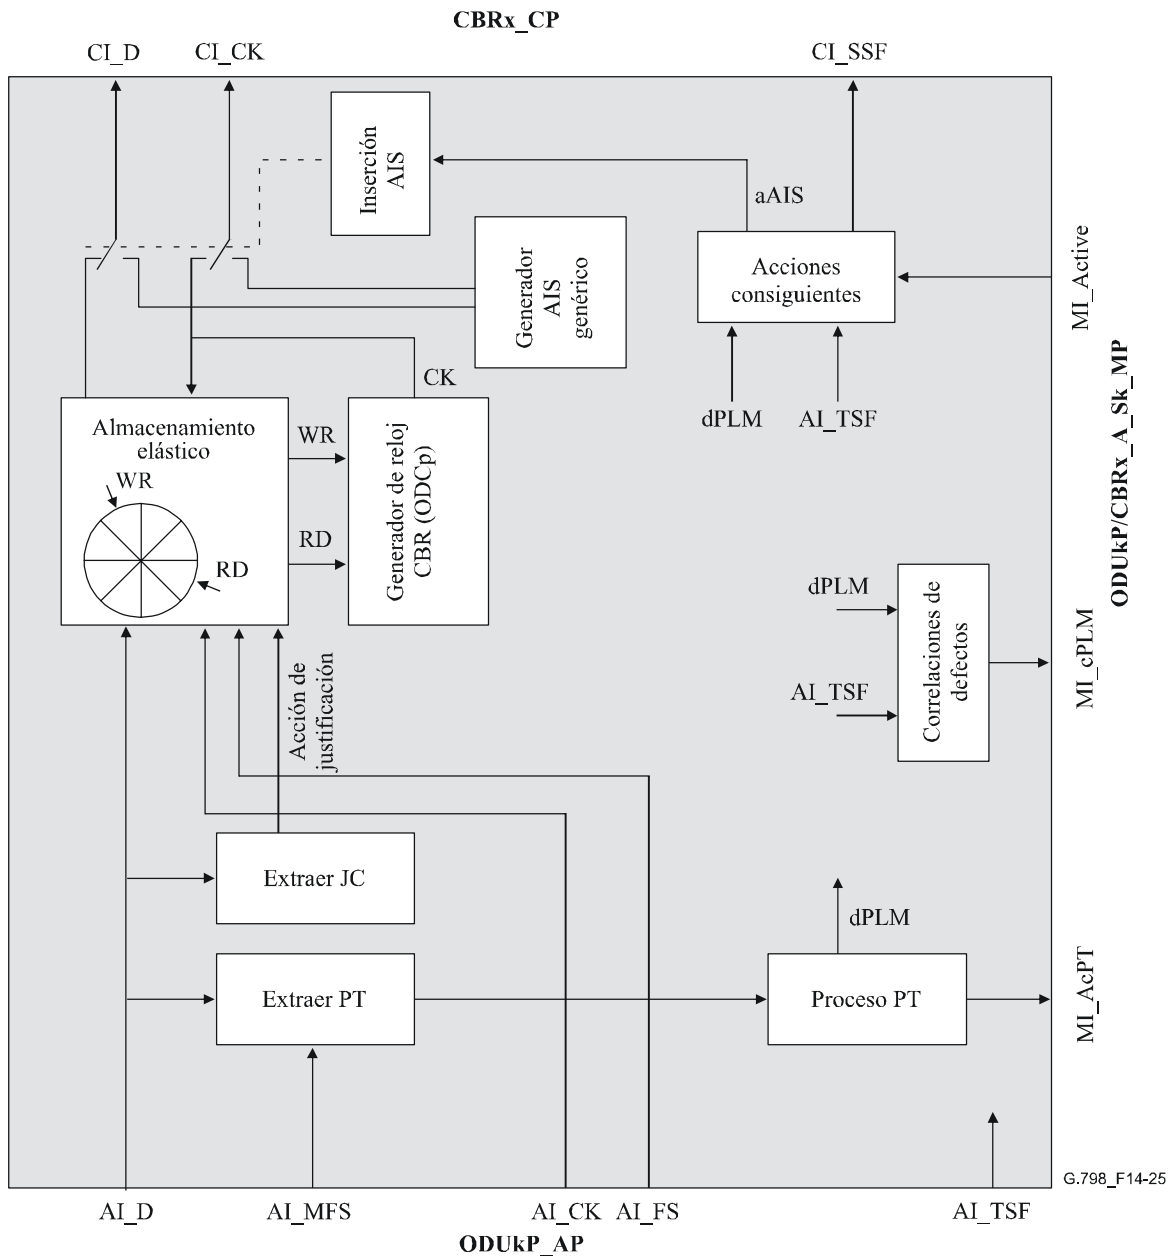 CBRx_CP
CI_D
CI_CK
CI_SSF
Inserción
AIS
aAIS
Generador
AIS
genérico
Acciones
consiguientes
MI_Active
dPLM
AI_TSF
CK
Almacenamiento
elástico
WR
RD
WR
RD
Generador de reloj
CBR (ODCp)
ODUkP/CBRx_A_Sk_MP
dPLM
AI_TSF
Correlaciones de
defectos
MI_cPLM
Acción de
justificación
Extraer JC
Extraer PT
dPLM
Proceso PT
MI_AcPT
G.798_F14-25
AI_D
AI_MFS
AI_CK
AI_FS
AI_TSF
ODUkP_AP